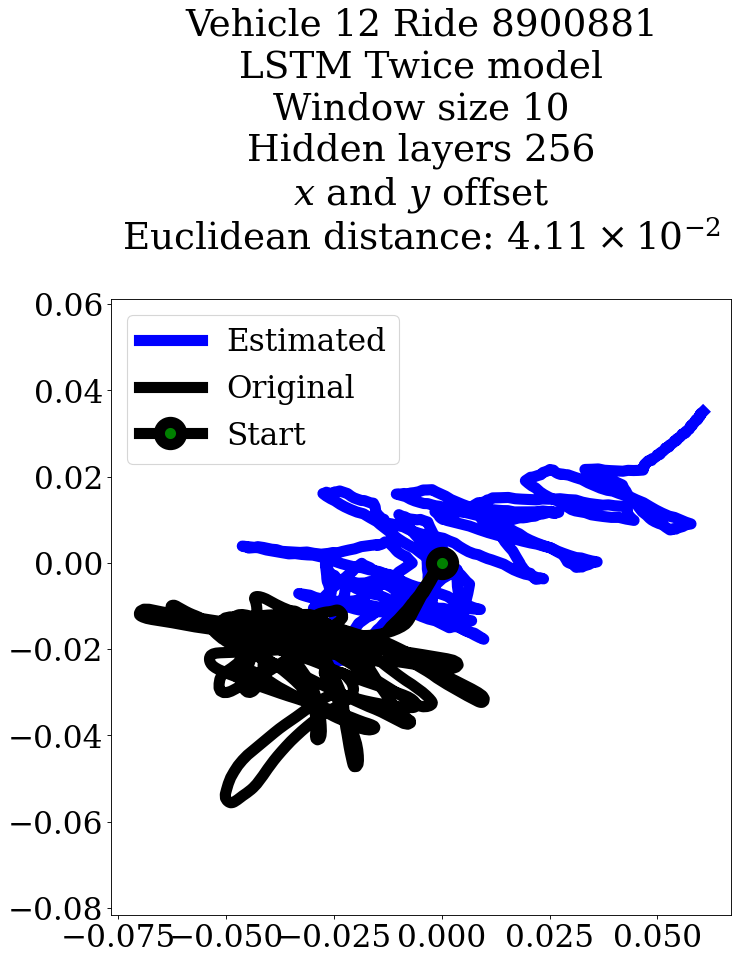 Vehicle 12 Ride 8900881
LSTM Twice model
Window size 10
Hidden layers 256
x and y offset
Euclidean distance: 4.11 × 10⁻²
0.06
Estimated
0.04
Original
Start
0.02
0.00
−0.02
−0.04
−0.06
−0.08
−0.075 −0.050 −0.025 0.000 0.025 0.050